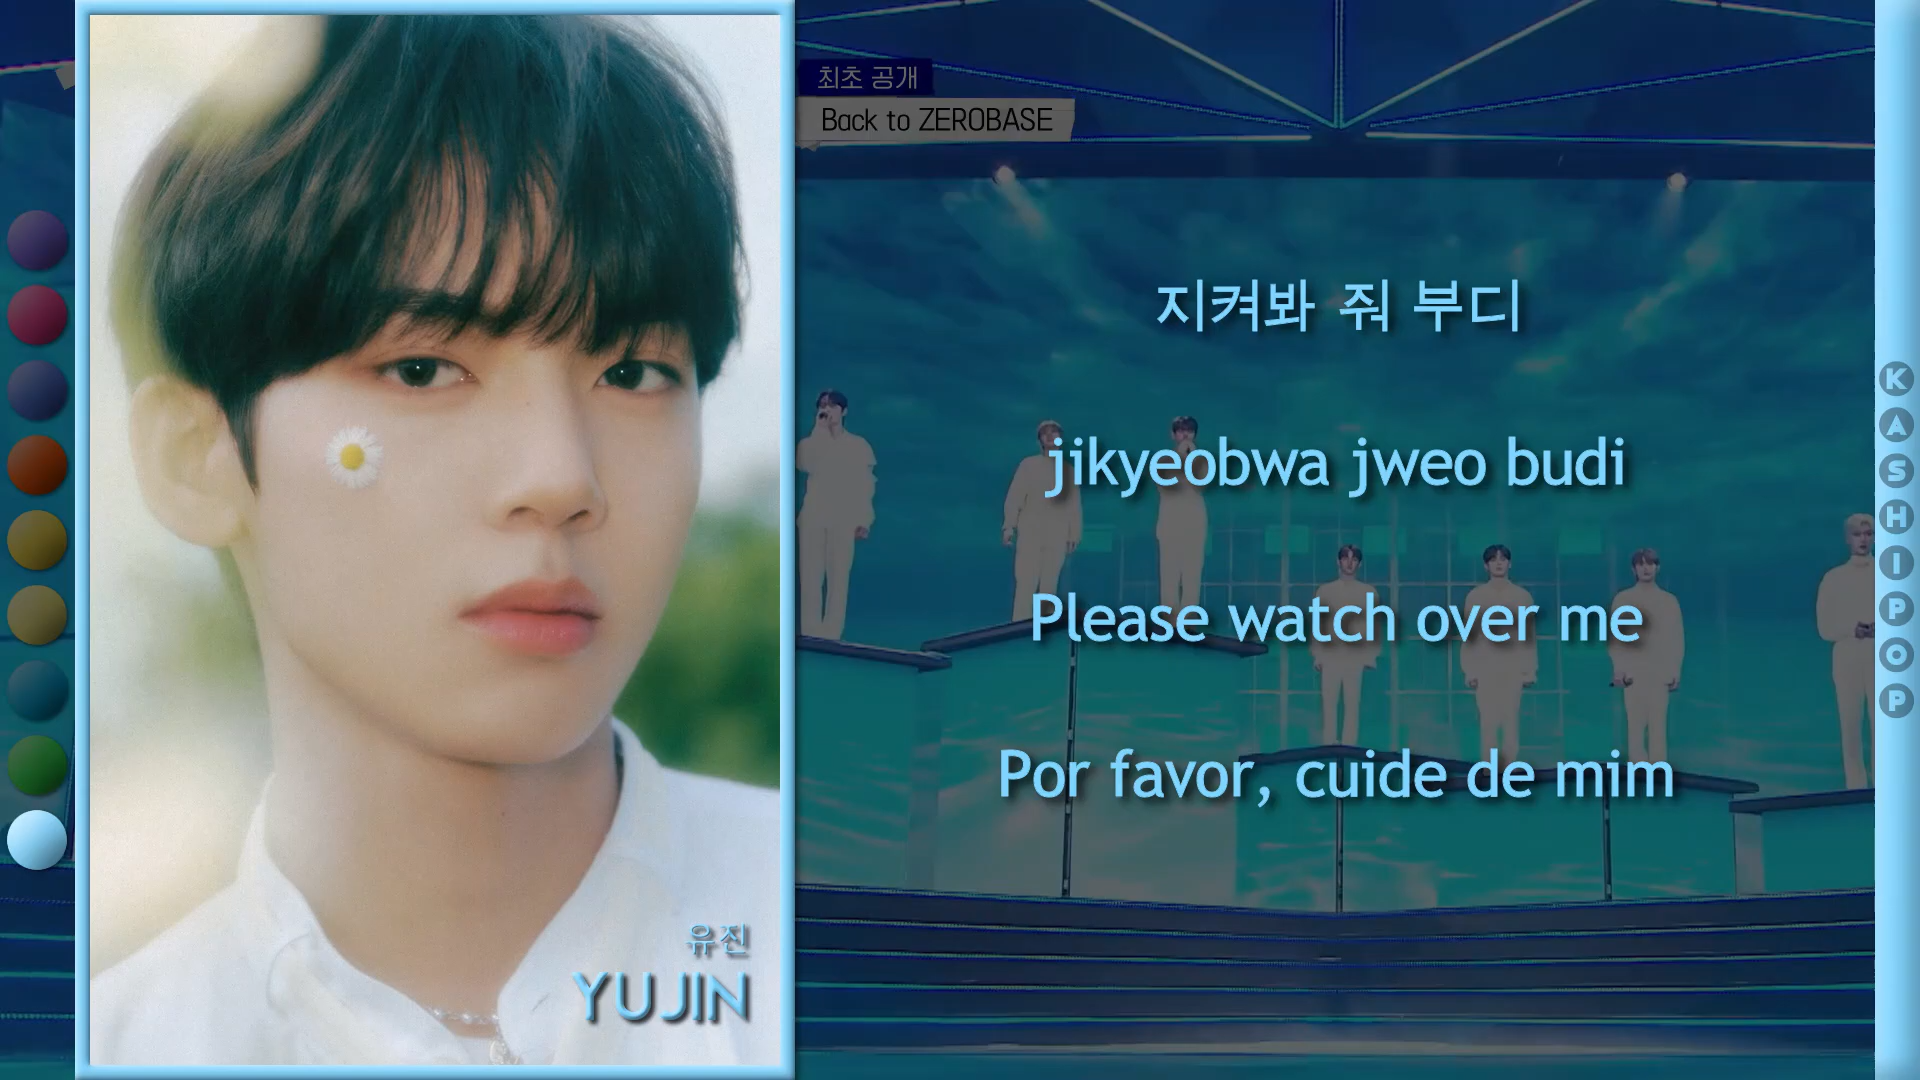 최초 공개
Back to ZEROBASE
지켜봐 줘 부디
jikyeobwa jweo budi
Please watch over me
Por favor, cuide de mim
유진
YUJIN
KASHIPOP